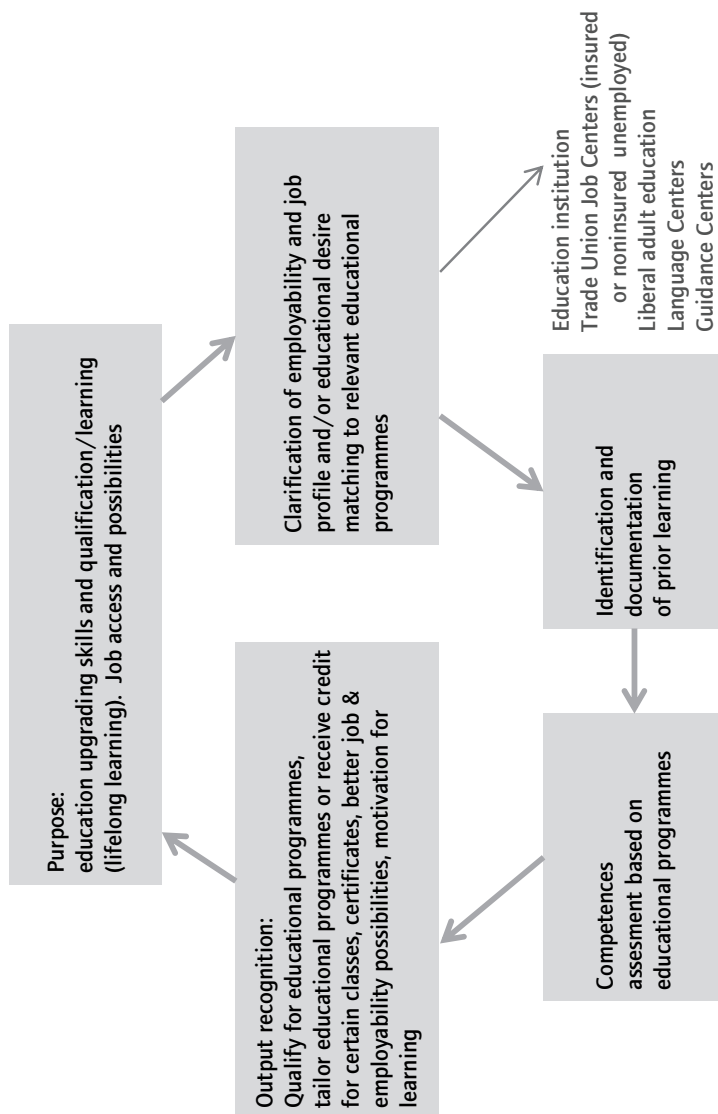 Purpose:
education upgrading skills and qualification/learning
(lifelong learning).  Job access and possibilities
Clarification of employability and job
profile and/or educational desire
matching to relevant educational
programmes
Education institution
Trade Union Job Centers (insured
or noninsured  unemployed)
Liberal adult education
Language Centers
Guidance Centers
Identification and
documentation
of prior learning
Competences
assesment based on
educational programmes
Output recognition:
Qualify for educational programmes,
tailor educational programmes or receive credit
for certain classes, certificates, better job &
employability possibilities, motivation for
learning